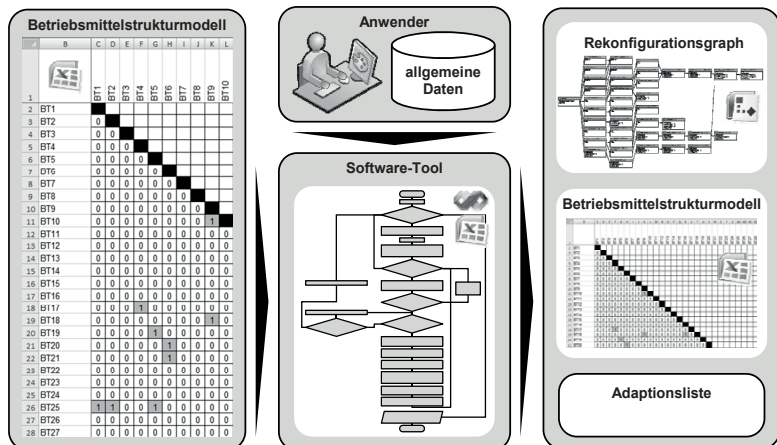 Betriebsmittelstrukturmodell
B C D E F G H I J K L
1 BT1 BT2 BT3 BT4 BT5 BT6 BT7 BT8 BT9 BT10
2 BT1
3 BT2 0
4 BT3 0 0
5 BT4 0 0 0
6 BT5 0 0 0 0
7 BT6 0 0 0 0 0
8 BT7 0 0 0 0 0 0
9 BT8 0 0 0 0 0 0 0
10 BT9 0 0 0 0 0 0 0 0
11 BT10 0 0 0 0 0 0 0 0 1
12 BT11 0 0 0 0 0 0 0 0 0 0
13 BT12 0 0 0 0 0 0 0 0 0 0
14 BT13 0 0 0 0 0 0 0 0 0 0
15 BT14 0 0 0 0 0 0 0 0 0 0
16 BT15 0 0 0 0 0 0 0 0 0 0
17 BT16 0 0 0 0 0 0 0 0 0 0
18 BT17 0 0 0 1 0 0 0 0 0 0
19 BT18 0 0 0 0 0 0 0 0 1 0
20 BT19 0 0 0 0 1 0 0 0 0 0
21 BT20 0 0 0 0 0 1 0 0 0 0
22 BT21 0 0 0 0 0 1 0 0 0 0
23 BT22 0 0 0 0 0 0 0 0 0 0
24 BT23 0 0 0 0 0 0 0 0 0 0
25 BT24 0 0 0 0 0 0 0 0 0 0
26 BT25 1 1 0 0 1 0 0 0 0 0
27 BT26 0 0 0 0 0 0 0 0 0 0
28 BT27 0 0 0 0 0 0 0 0 0 0
Anwender
allgemeine
Daten
Software-Tool
Rekonfigurationsgraph
Betriebsmittelstrukturmodell
Adaptionsliste